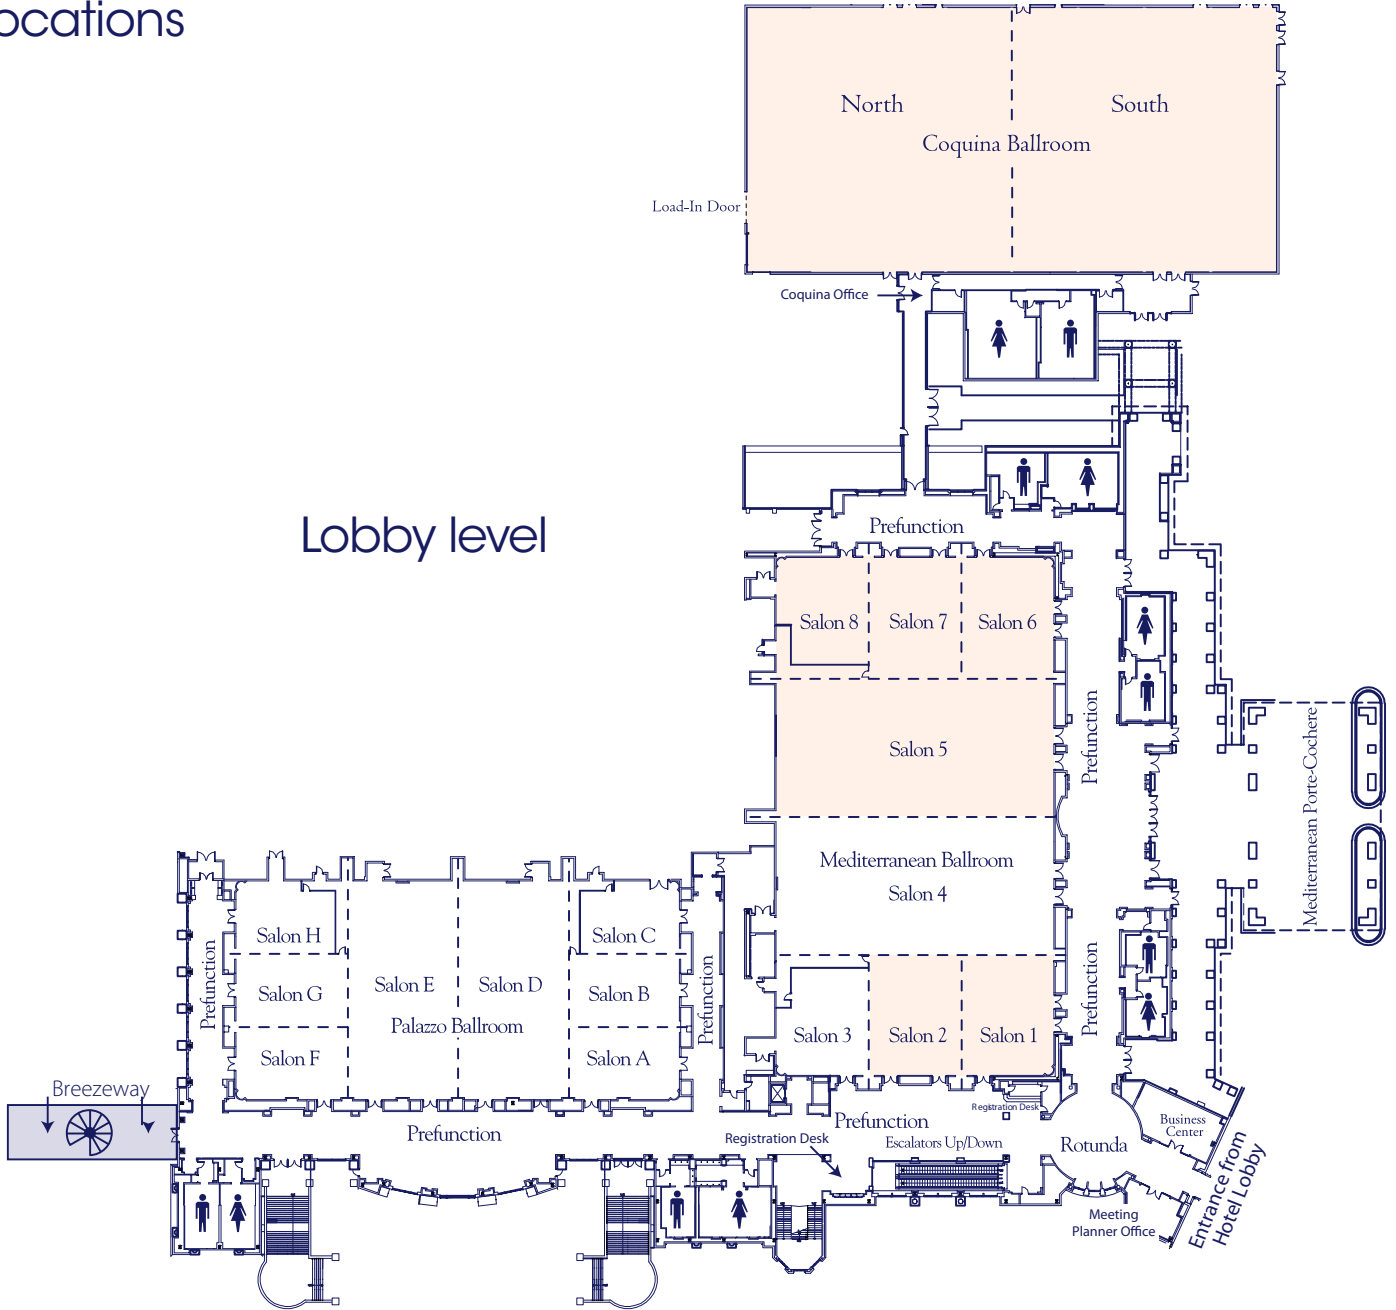 ocations
North
South
Coquina Ballroom
Load-In Door
Coquina Office
Lobby level
Prefunction
Salon 8
Salon 7
Salon 6
Salon 5
Prefunction
Mediterranean Porte-Cochere
Mediterranean Ballroom
Salon 4
Salon H
Salon C
Salon E
Salon D
Salon G
Salon B
Prefunction
Prefunction
Prefunction
Palazzo Ballroom
Salon 3
Salon 2
Salon 1
Salon F
Salon A
Breezeway
Registration Desk
Prefunction
Prefunction
Registration Desk
Escalators Up/Down
Rotunda
Business
Center
Entrance from
Hotel Lobby
Meeting
Planner Office